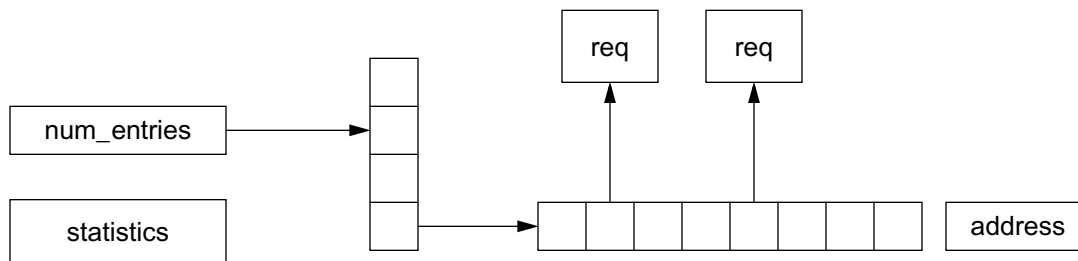 req
req
num_entries
statistics
address